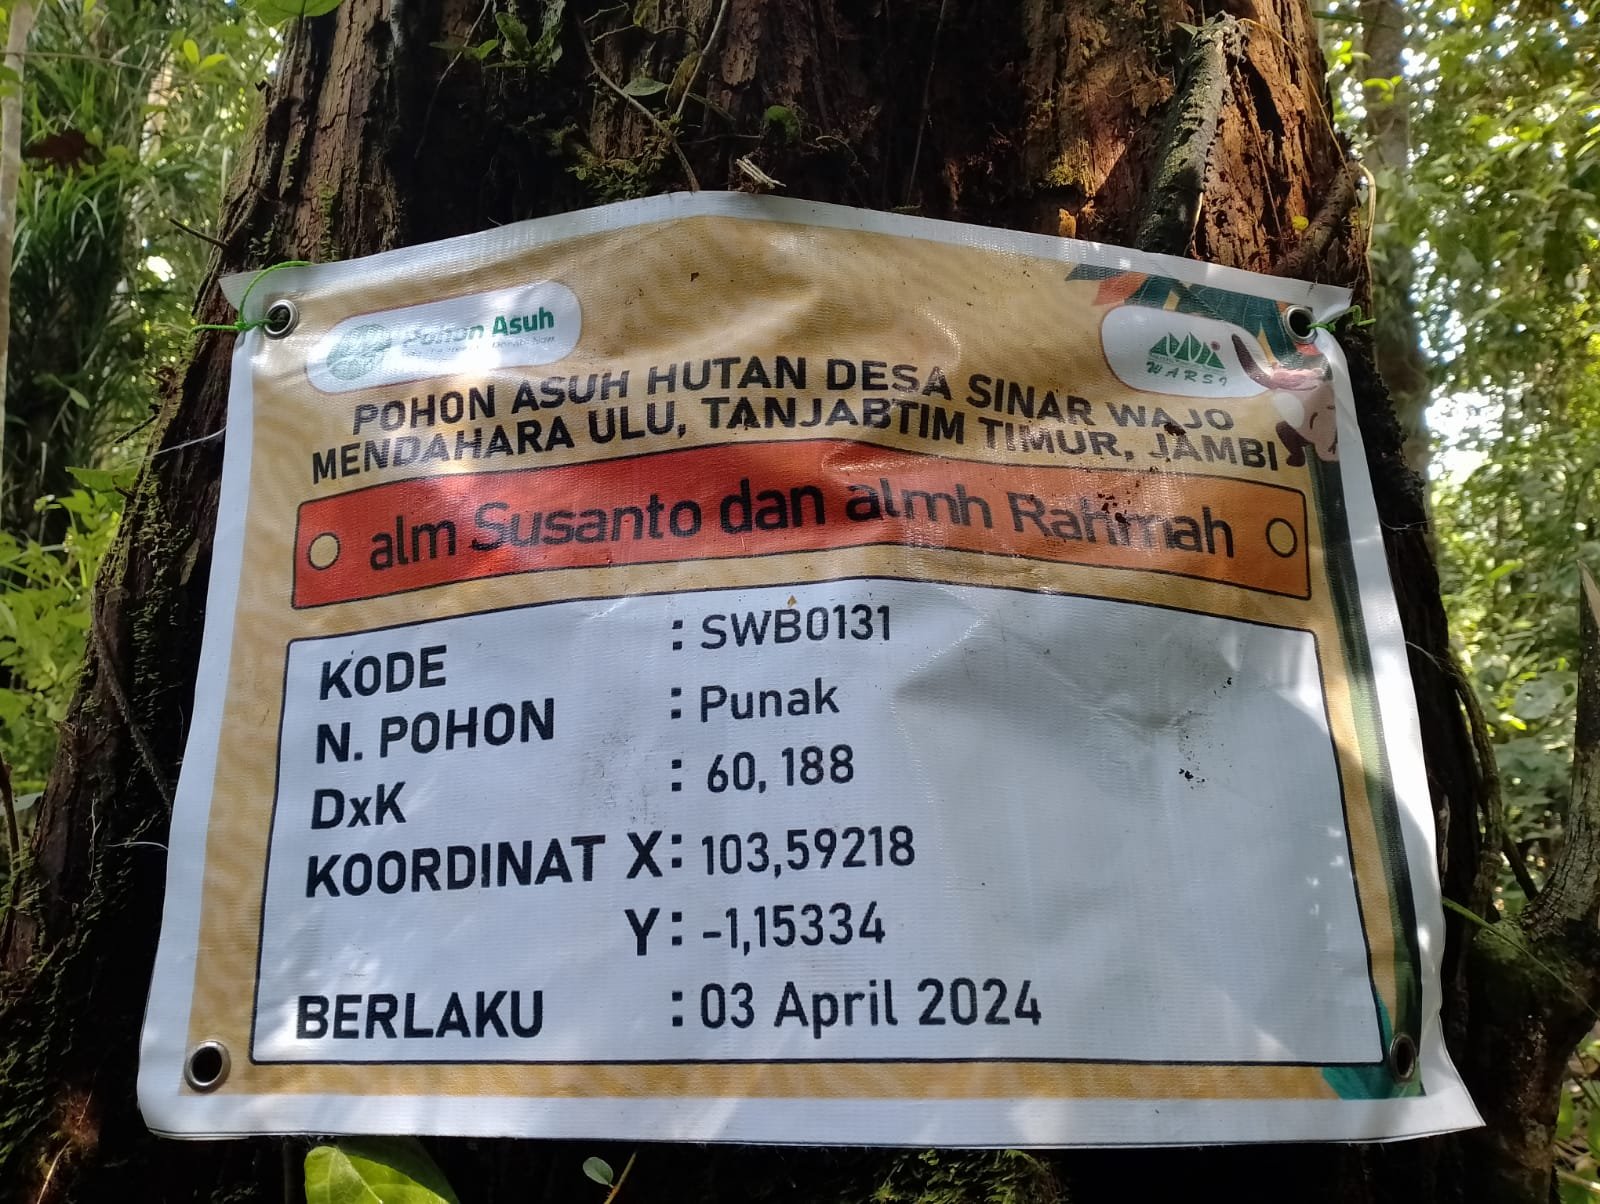 Pohon Asuh
WARSI
POHON ASUH HUTAN DESA SINAR WAJO
MENDAHARA ULU, TANJABTIM TIMUR, JAMBI
alm Susanto dan almh Rahmah
KODE : SWB0131
N. POHON : Punak
DxK : 60, 188
KOORDINAT X: 103,59218
Y: -1,15334
BERLAKU : 03 April 2024